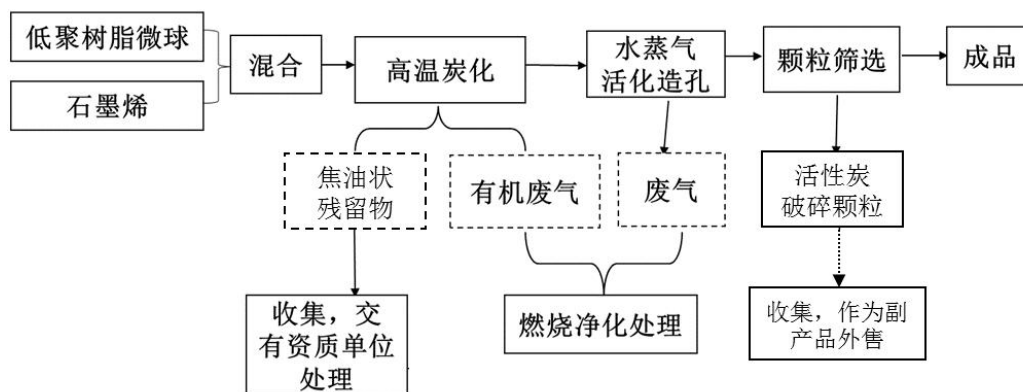 低聚树脂微球
石墨烯
混合
高温炭化
水蒸气
活化造孔
颗粒筛选
成品
焦油状
残留物
有机废气
废气
活性炭
破碎颗粒
收集，交
有资质单位
处理
燃烧净化处理
收集，作为副
产品外售